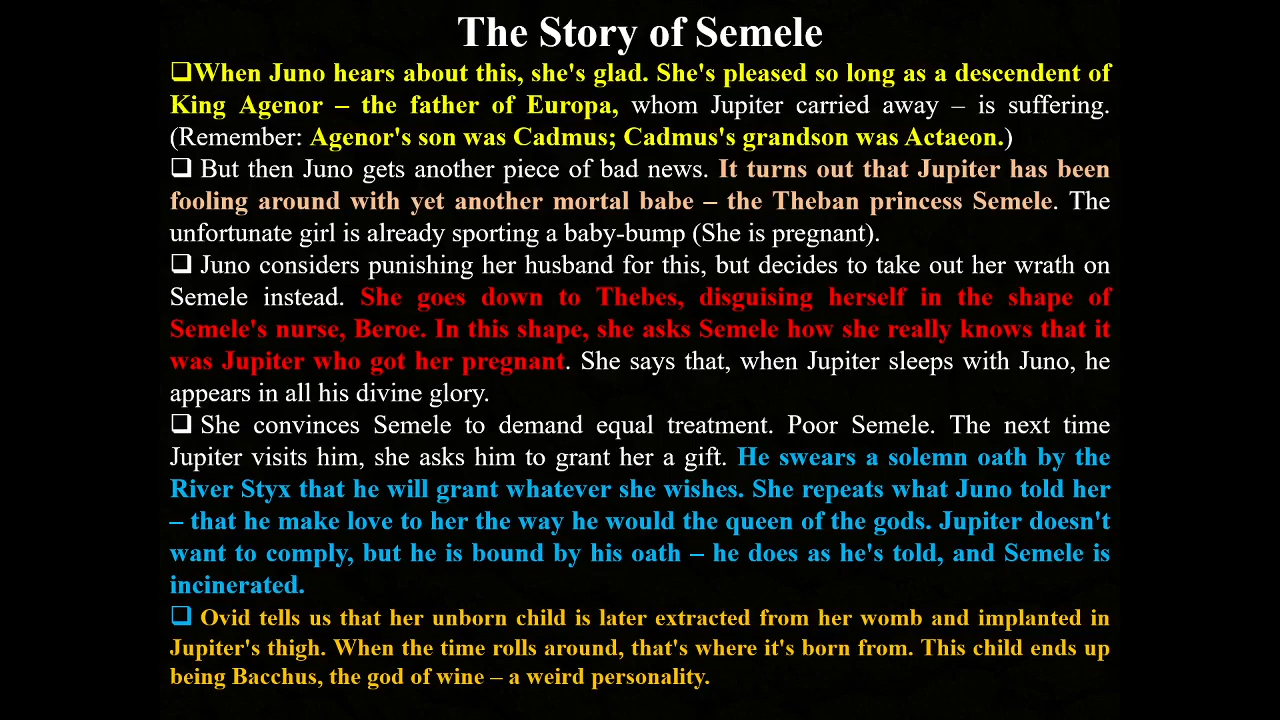 The Story of Semele
❑When Juno hears about this, she's glad. She's pleased so long as a descendent of
King Agenor – the father of Europa, whom Jupiter carried away – is suffering.
(Remember: Agenor's son was Cadmus; Cadmus's grandson was Actaeon.)
❑ But then Juno gets another piece of bad news. It turns out that Jupiter has been
fooling around with yet another mortal babe – the Theban princess Semele. The
unfortunate girl is already sporting a baby-bump (She is pregnant).
❑ Juno considers punishing her husband for this, but decides to take out her wrath on
Semele instead. She goes down to Thebes, disguising herself in the shape of
Semele's nurse, Beroe. In this shape, she asks Semele how she really knows that it
was Jupiter who got her pregnant. She says that, when Jupiter sleeps with Juno, he
appears in all his divine glory.
❑ She convinces Semele to demand equal treatment. Poor Semele. The next time
Jupiter visits him, she asks him to grant her a gift. He swears a solemn oath by the
River Styx that he will grant whatever she wishes. She repeats what Juno told her
– that he make love to her the way he would the queen of the gods. Jupiter doesn't
want to comply, but he is bound by his oath – he does as he's told, and Semele is
incinerated.
❑ Ovid tells us that her unborn child is later extracted from her womb and implanted in
Jupiter's thigh. When the time rolls around, that's where it's born from. This child ends up
being Bacchus, the god of wine – a weird personality.